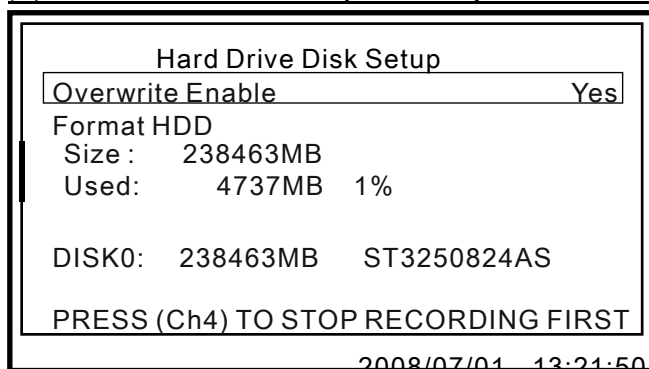 Hard Drive Disk Setup
Overwrite Enable Yes
Format HDD
Size : 238463MB
Used: 4737MB 1%
DISK0: 238463MB ST3250824AS
PRESS (Ch4) TO STOP RECORDING FIRST
2008/07/01 13:21:50